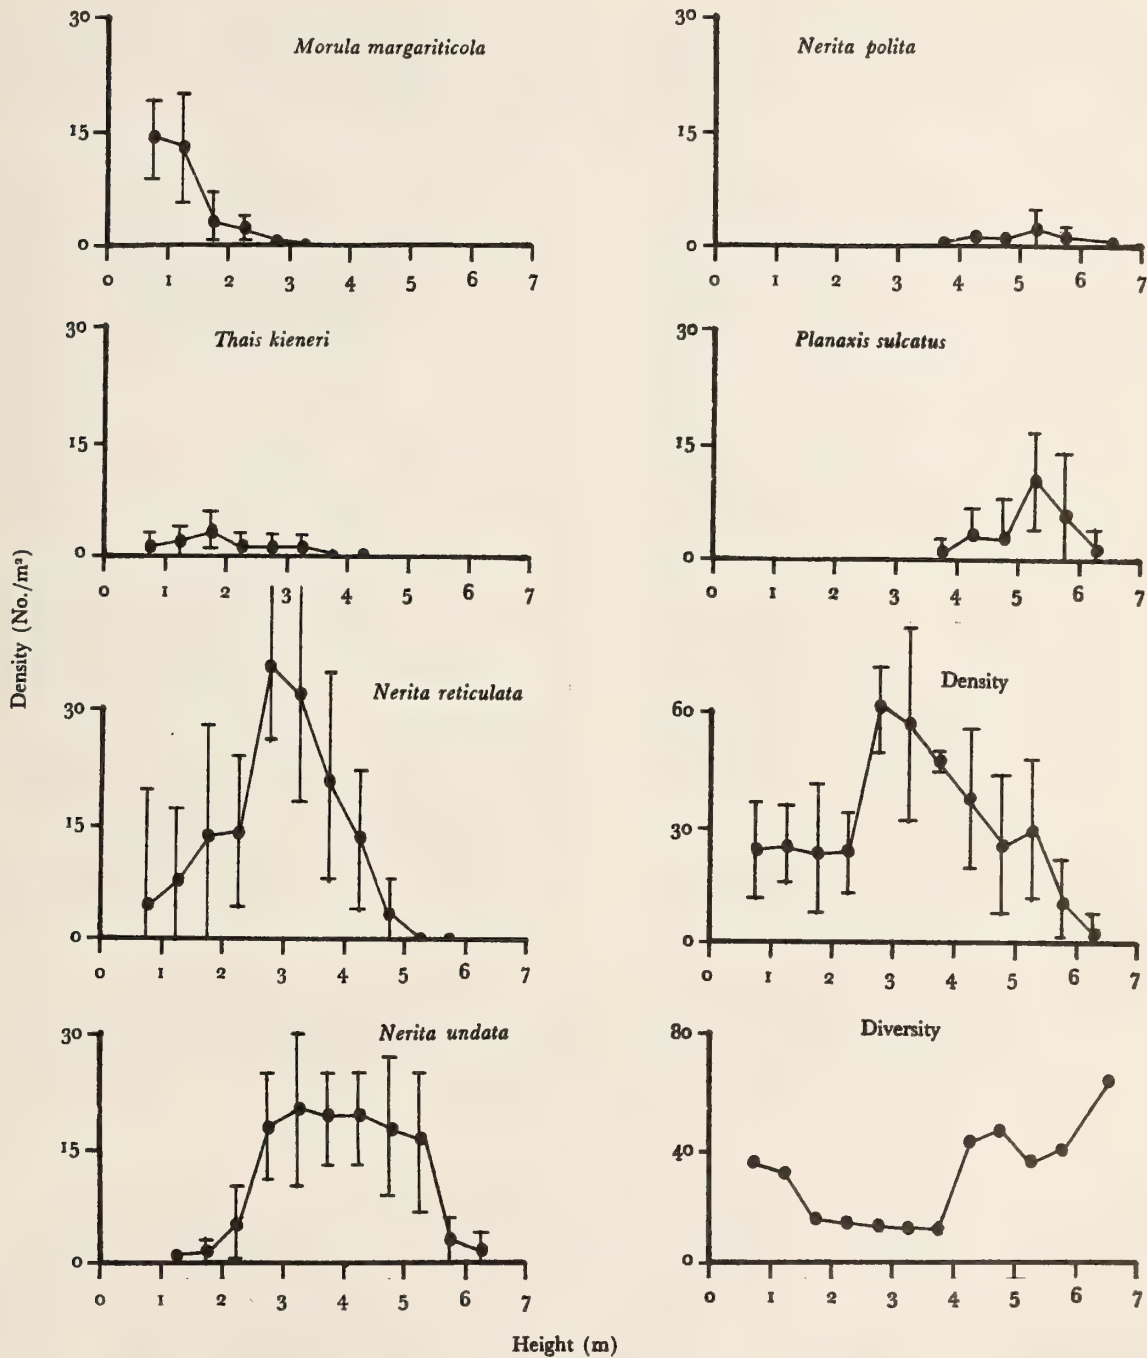 Morula margariticola
30
15
0
0 1 2 3 4 5 6 7
Nerita polita
30
15
0
0 1 2 3 4 5 6 7
Thais kieneri
30
15
0
0 1 2 3 4 5 6 7
Planaxis sulcatus
30
15
0
0 1 2 3 4 5 6 7
Density (No./m²)
Nerita reticulata
30
15
0
0 1 2 3 4 5 6 7
Density
60
30
0
0 1 2 3 4 5 6 7
Nerita undata
30
15
0
0 1 2 3 4 5 6 7
Diversity
80
40
0
0 1 2 3 4 5 6 7
Height (m)